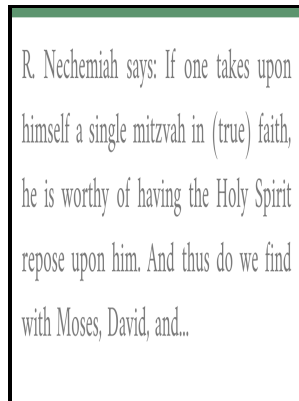 R. Nechemiah says: If one takes upon
himself a single mitzvah in (true) faith,
he is worthy of having the Holy Spirit
repose upon him. And thus do we find
with Moses, David, and...